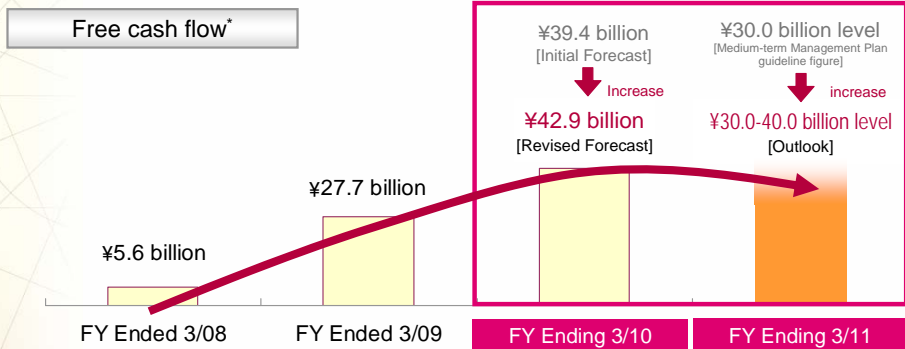 Free cash flow*
¥39.4 billion
[Initial Forecast]
Increase
¥42.9 billion
[Revised Forecast]
¥30.0 billion level
[Medium-term Management Plan
guideline figure]
increase
¥30.0-40.0 billion level
[Outlook]
¥27.7 billion
¥5.6 billion
FY Ended 3/08
FY Ended 3/09
FY Ending 3/10
FY Ending 3/11